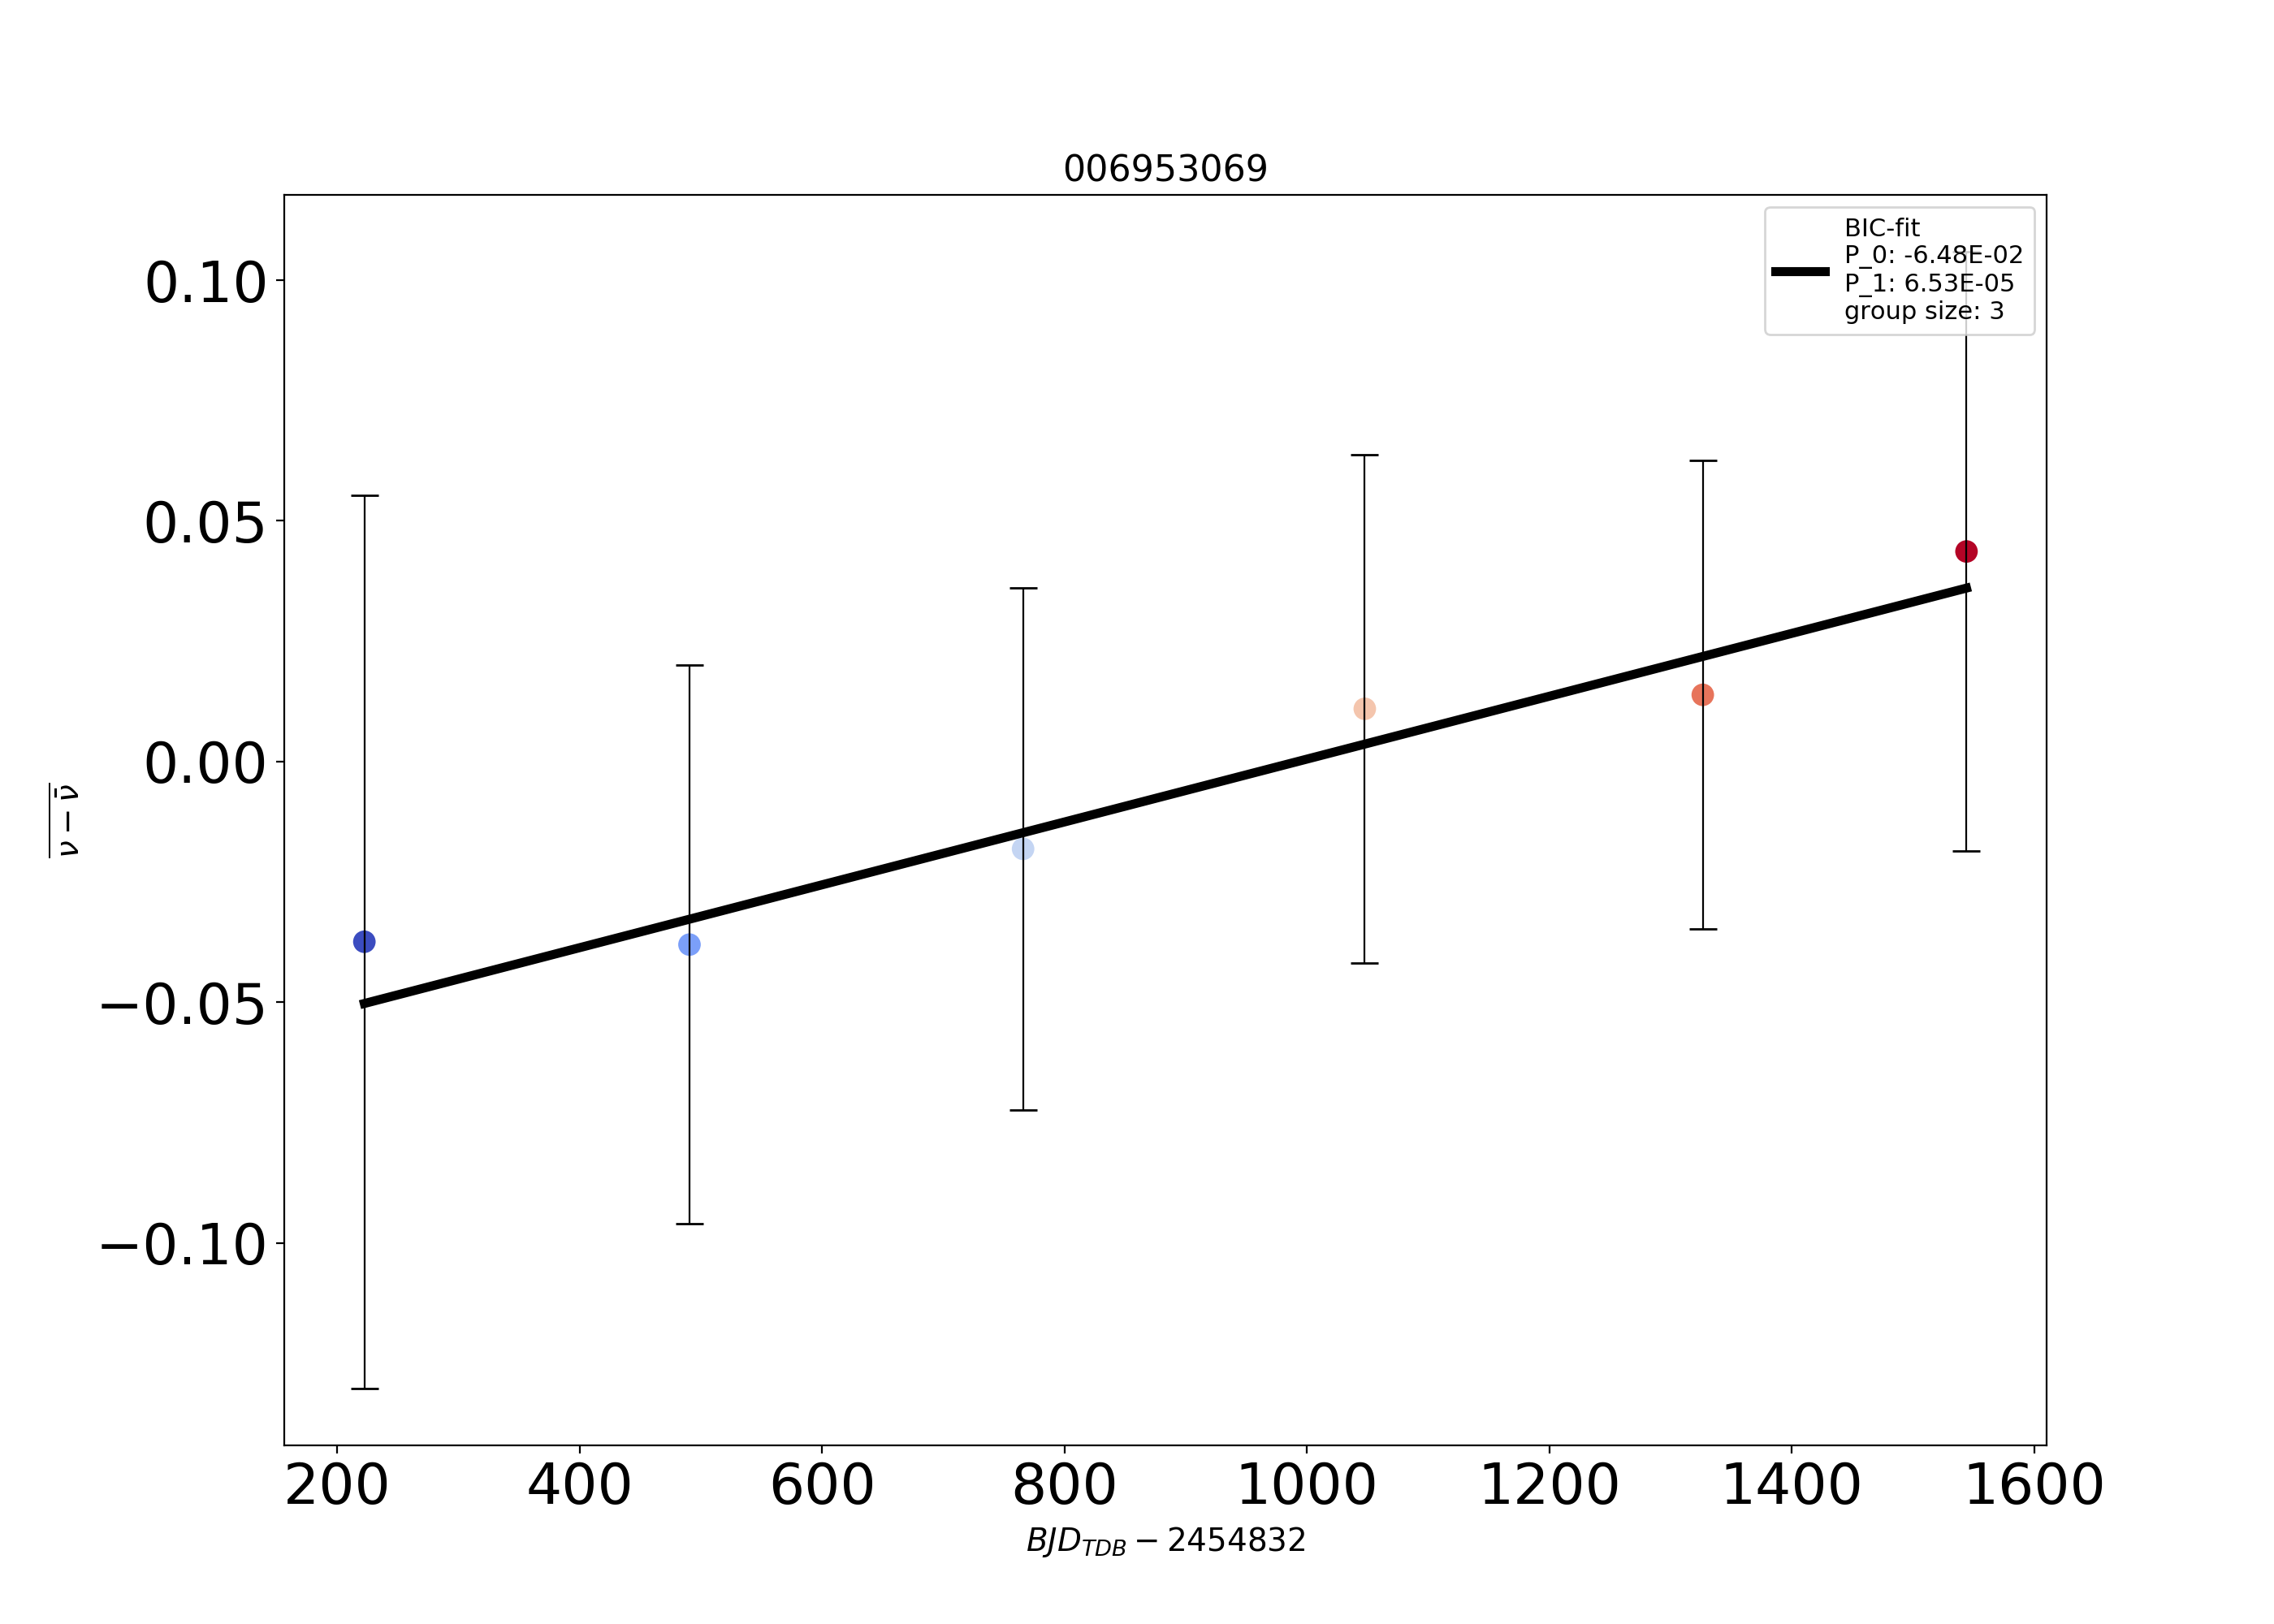 006953069
BIC-fit
P_0: -6.48E-02
P_1: 6.53E-05
group size: 3
0.10
0.05
0.00
−0.05
−0.10
ν − ν̄
200 400 600 800 1000 1200 1400 1600
BJD_TDB − 2454832